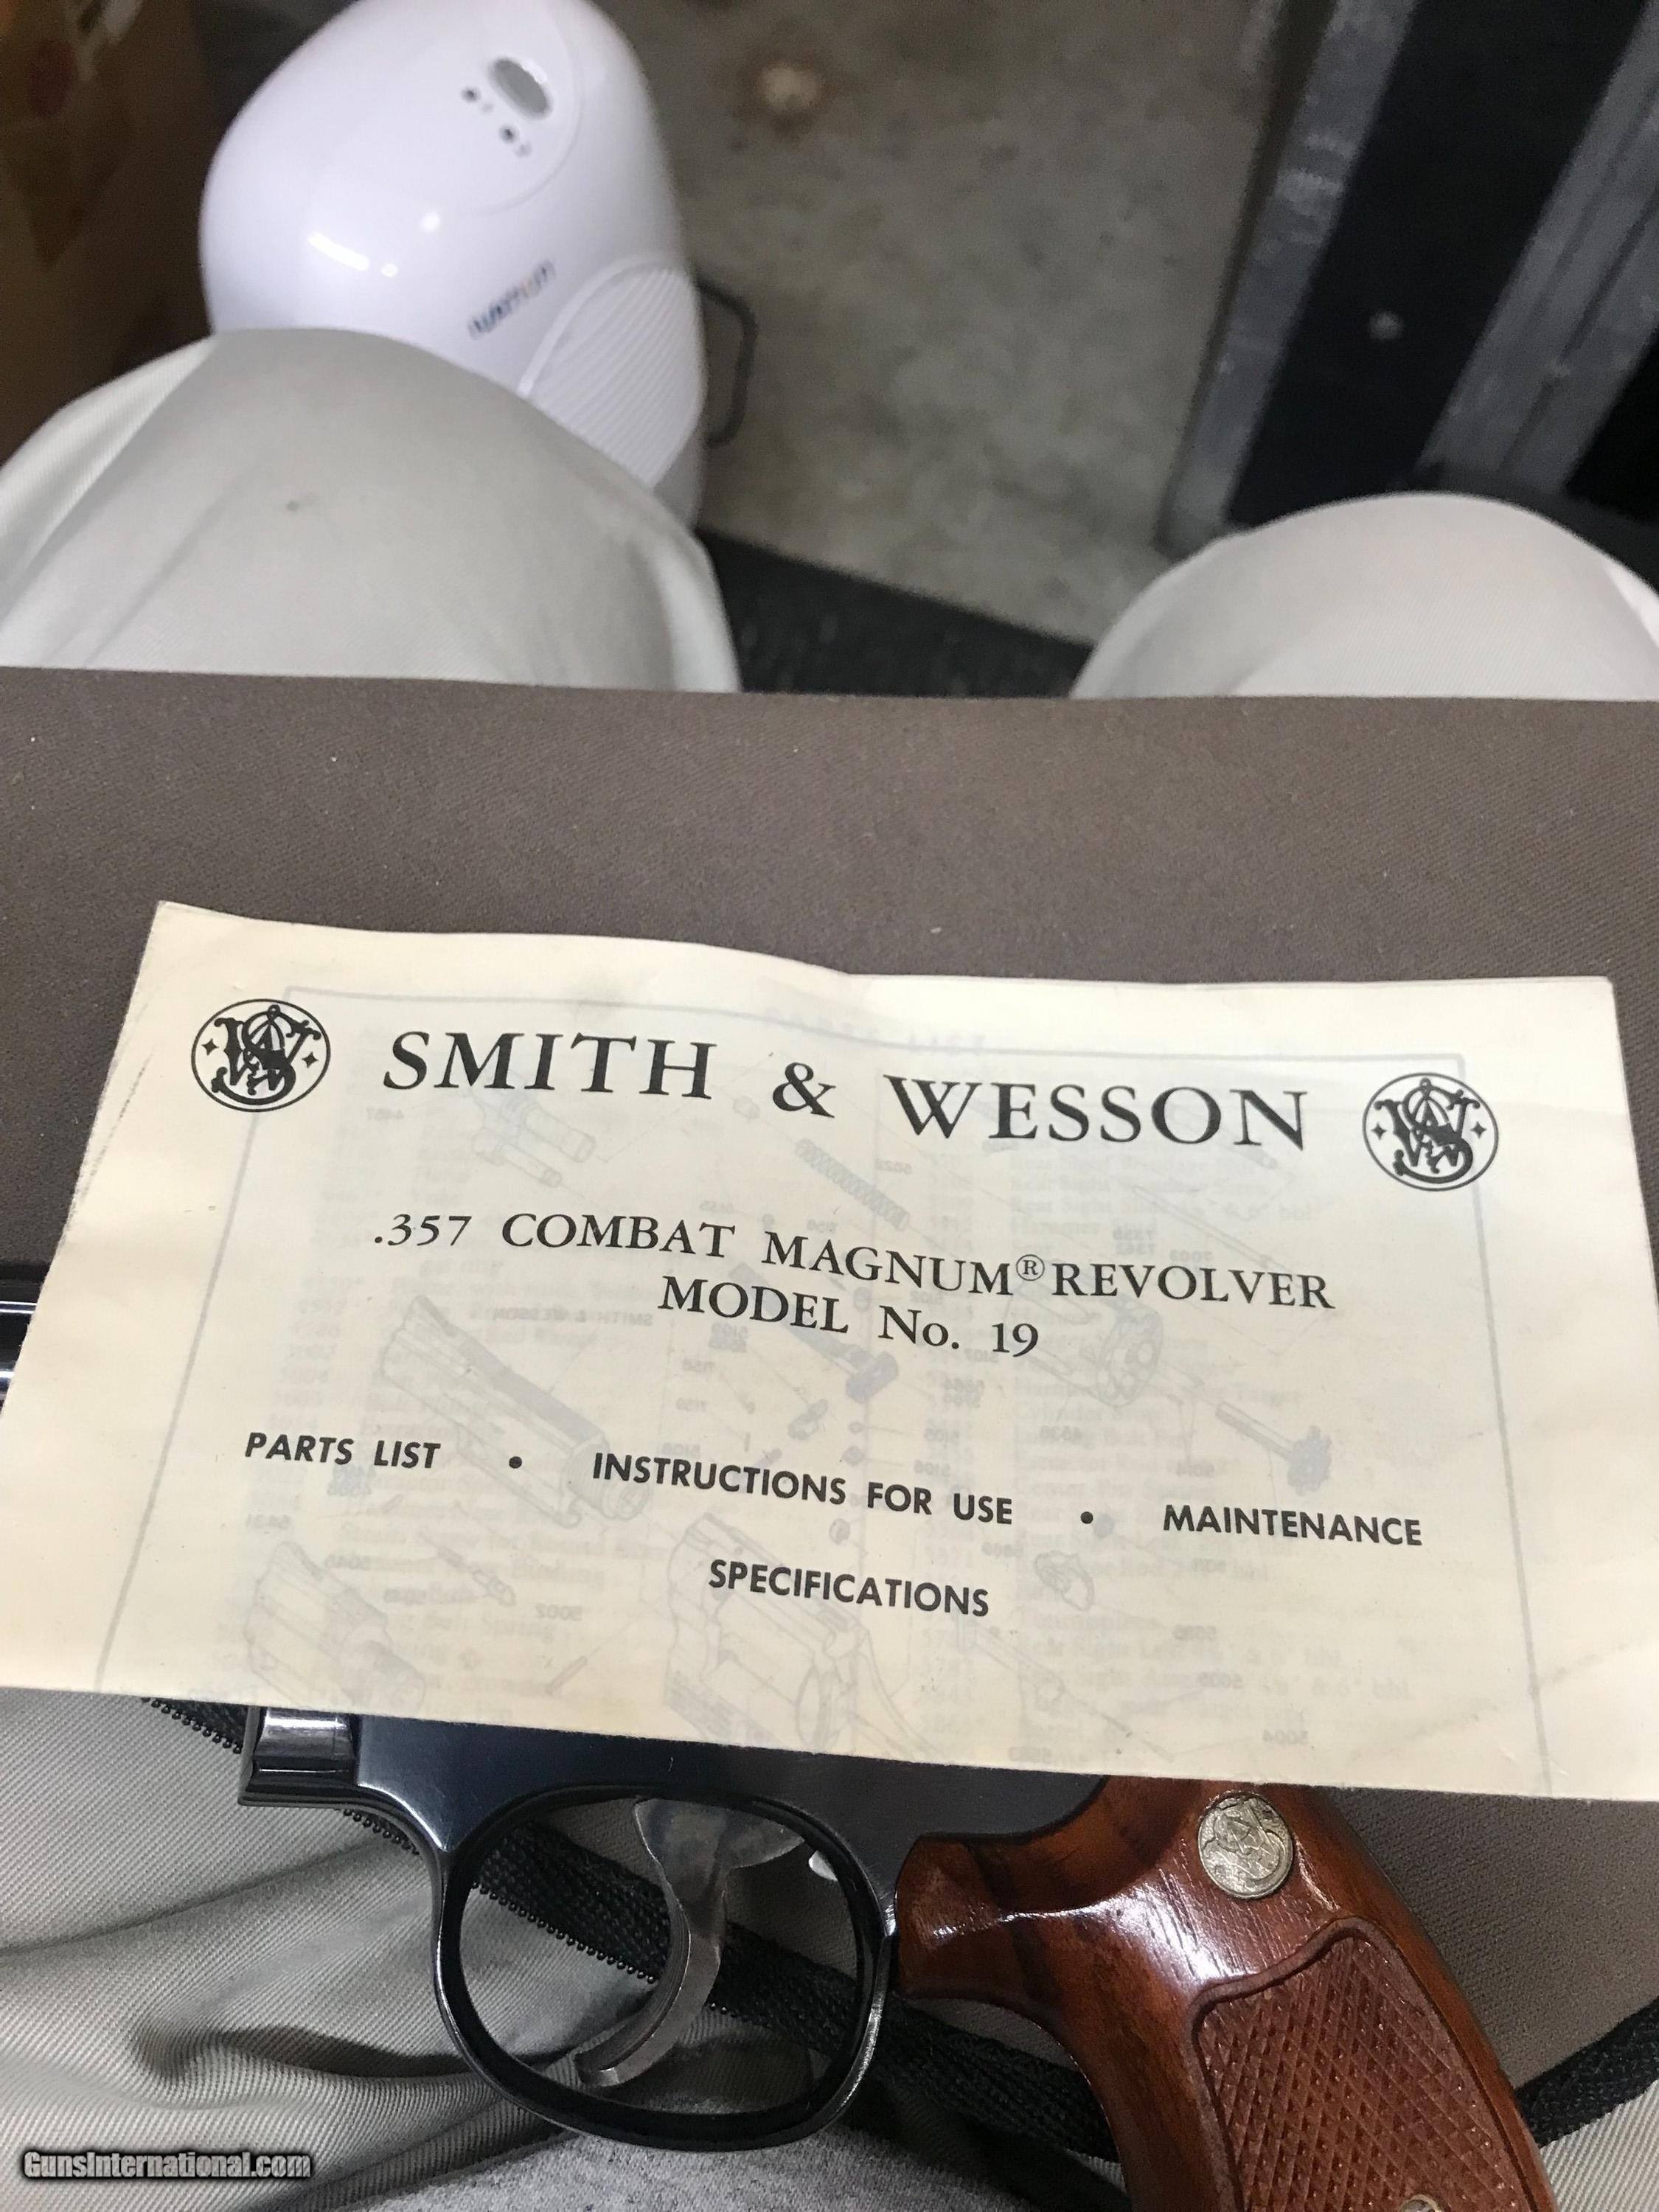 SMITH & WESSON
.357 COMBAT MAGNUM® REVOLVER
MODEL No. 19
PARTS LIST • INSTRUCTIONS FOR USE • MAINTENANCE
SPECIFICATIONS
GunsInternational.com